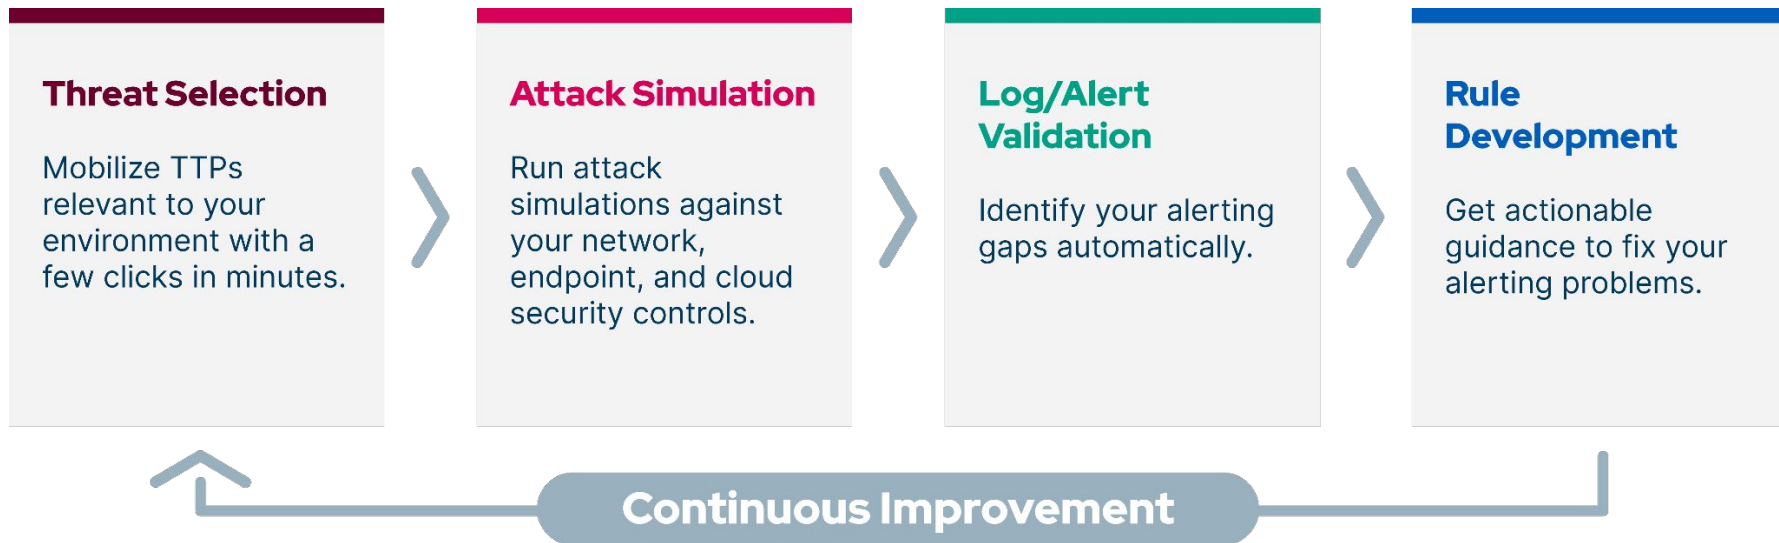 Threat Selection
Mobilize TTPs
relevant to your
environment with a
few clicks in minutes.
Attack Simulation
Run attack
simulations against
your network,
endpoint, and cloud
security controls.
Log/Alert
Validation
Identify your alerting
gaps automatically.
Rule
Development
Get actionable
guidance to fix your
alerting problems.
Continuous Improvement